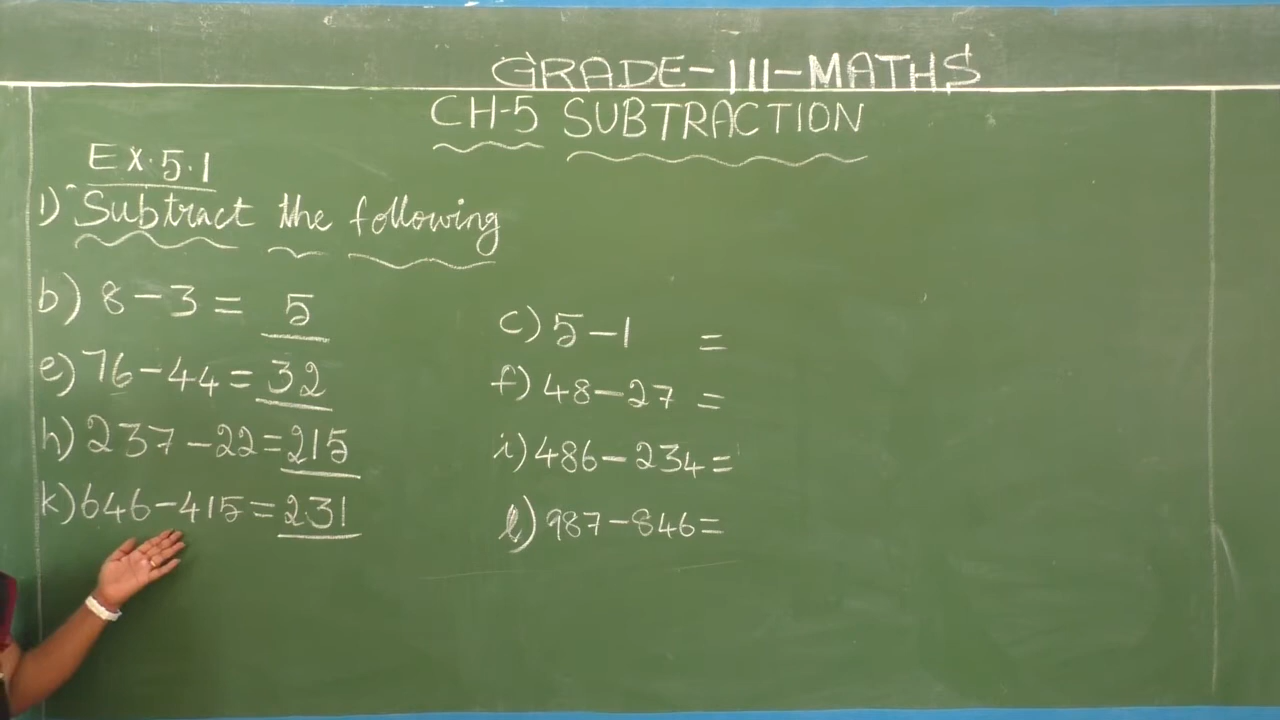 GRADE-III-MATHS
CH-5 SUBTRACTION
EX.5.1
1) Subtract the following
b) 8-3= 5
e) 76-44= 32
h) 237-22=215
k) 646-415=231
c) 5-1 =
f) 48-27 =
i) 486-234=
l) 987-846=